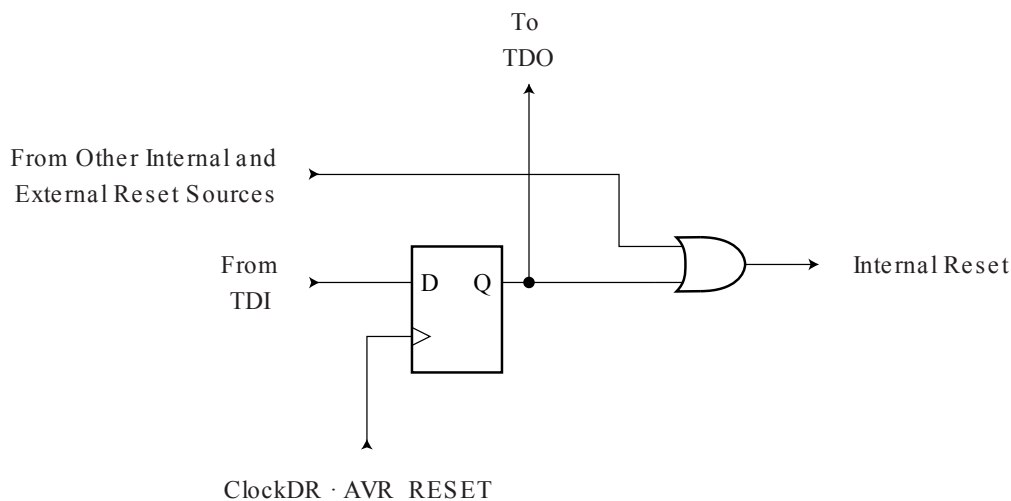 To
TDO
From Other Internal and
External Reset Sources
From
TDI
D Q
Internal Reset
ClockDR · AVR_RESET